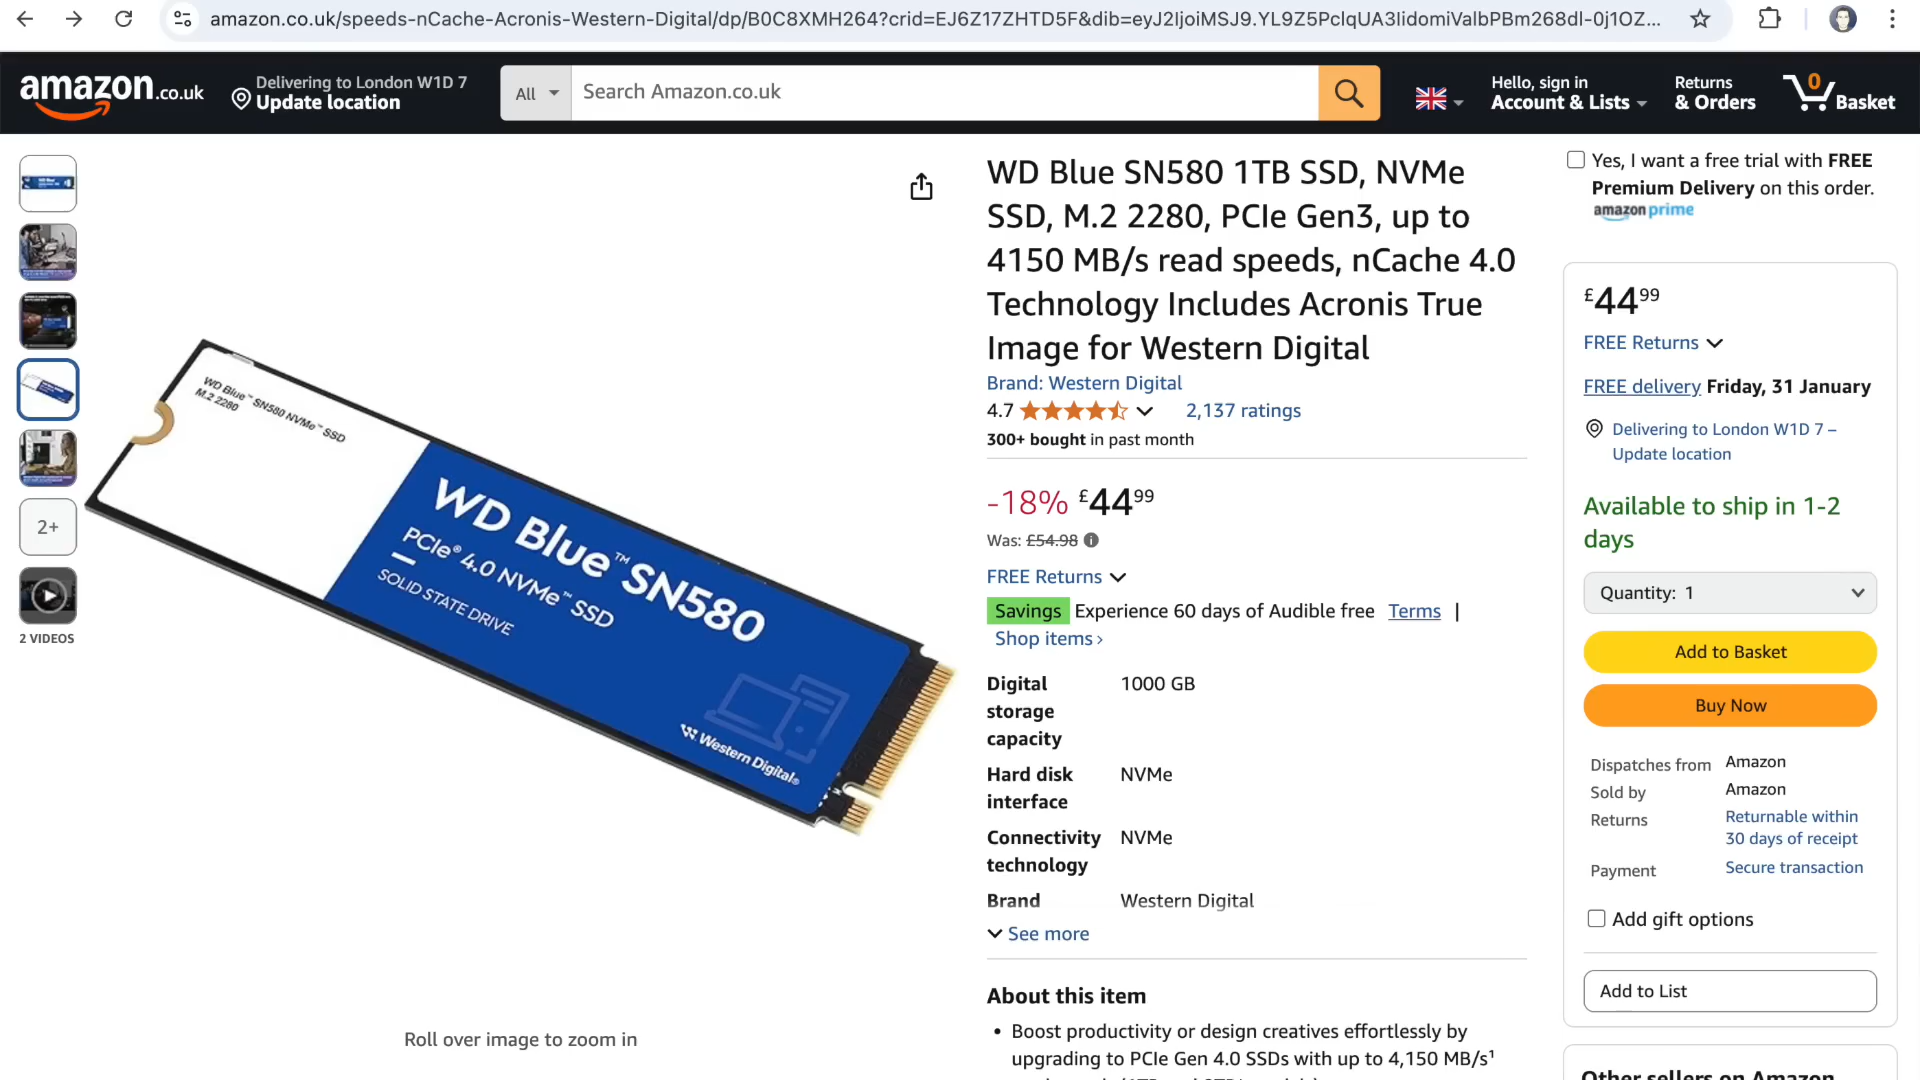 amazon.co.uk/speeds-nCache-Acronis-Western-Digital/dp/B0C8XMH264?crid=EJ6Z17ZHTD5F&dib=eyJ2IjoiMSJ9.YL9Z5PcIqUA3IidomiValbPBm268dl-0j1OZ...
amazon.co.uk
Delivering to London W1D 7
Update location
All
Search Amazon.co.uk
Hello, sign in
Account & Lists
Returns
& Orders
0
Basket
2+
2 VIDEOS
WD Blue™ SN580 NVMe™ SSD
M.2 2280
WD Blue™ SN580
PCIe® 4.0 NVMe™ SSD
SOLID STATE DRIVE
Western Digital®
Roll over image to zoom in
WD Blue SN580 1TB SSD, NVMe
SSD, M.2 2280, PCIe Gen3, up to
4150 MB/s read speeds, nCache 4.0
Technology Includes Acronis True
Image for Western Digital
Brand: Western Digital
4.7 2,137 ratings
300+ bought in past month
-18% £44 99
Was: £54.98
FREE Returns
Savings Experience 60 days of Audible free Terms |
Shop items ›
Digital storage capacity 1000 GB
Hard disk interface NVMe
Connectivity technology NVMe
Brand Western Digital
See more
About this item
• Boost productivity or design creatives effortlessly by
upgrading to PCIe Gen 4.0 SSDs with up to 4,150 MB/s¹
Yes, I want a free trial with FREE
Premium Delivery on this order.
amazon prime
£44 99
FREE Returns
FREE delivery Friday, 31 January
Delivering to London W1D 7 –
Update location
Available to ship in 1-2
days
Quantity: 1
Add to Basket
Buy Now
Dispatches from Amazon
Sold by Amazon
Returns Returnable within
30 days of receipt
Payment Secure transaction
Add gift options
Add to List
Other sellers on Amazon